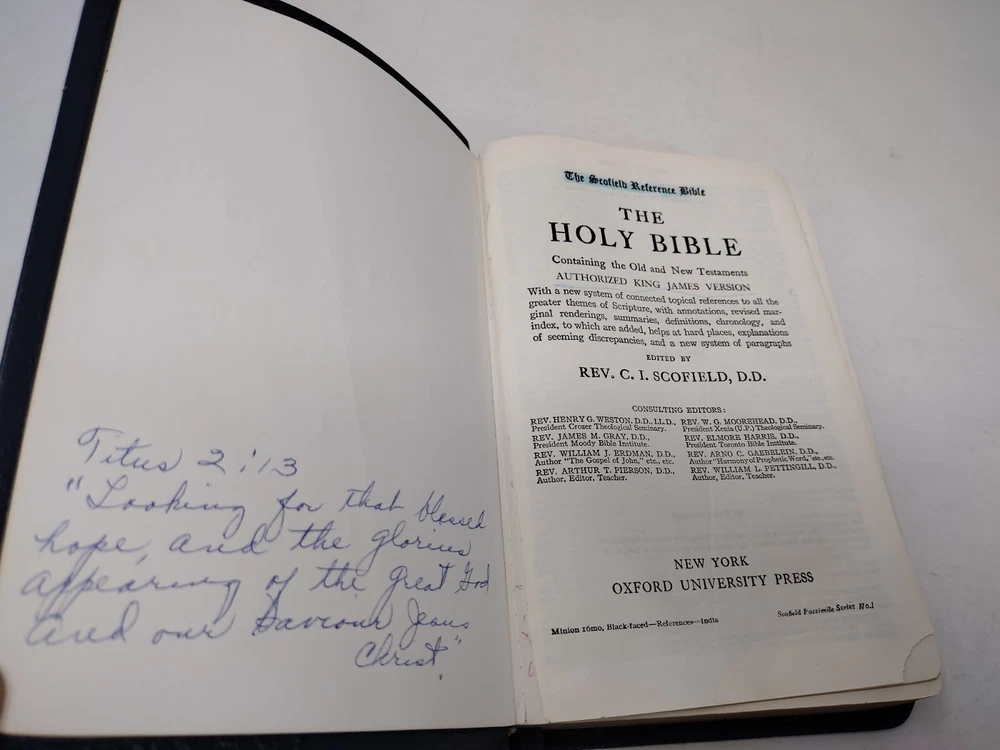 Titus 2:13
"Looking for that blessed
hope, and the glorious
appearing of the great God
and our Saviour Jesus
Christ."
The Scofield Reference Bible
THE
HOLY BIBLE
Containing the Old and New Testaments
AUTHORIZED KING JAMES VERSION
With a new system of connected topical references to all the
greater themes of Scripture, with annotations, revised mar-
ginal renderings, summaries, definitions, chronology, and
index, to which are added, helps at hard places, explanations
of seeming discrepancies, and a new system of paragraphs
EDITED BY
REV. C. I. SCOFIELD, D.D.
CONSULTING EDITORS:
REV. HENRY G. WESTON, D.D., LL.D.,
President Crozer Theological Seminary.
REV. JAMES M. GRAY, D.D.,
President Moody Bible Institute.
REV. WILLIAM J. ERDMAN, D.D.,
Author "The Gospel of John," etc., etc.
REV. ARTHUR T. PIERSON, D.D.,
Author, Editor, Teacher.
REV. W. G. MOOREHEAD, D.D.,
President Xenia (U.P.) Theological Seminary.
REV. ELMORE HARRIS, D.D.,
President Toronto Bible Institute.
REV. ARNO C. GAEBELEIN, D.D.,
Author "Harmony of Prophetic Word," etc., etc.
REV. WILLIAM L. PETTINGILL, D.D.,
Author, Editor, Teacher.
NEW YORK
OXFORD UNIVERSITY PRESS
Scofield Facsimile Series No.1
Minion 16mo, Black-faced—References—India